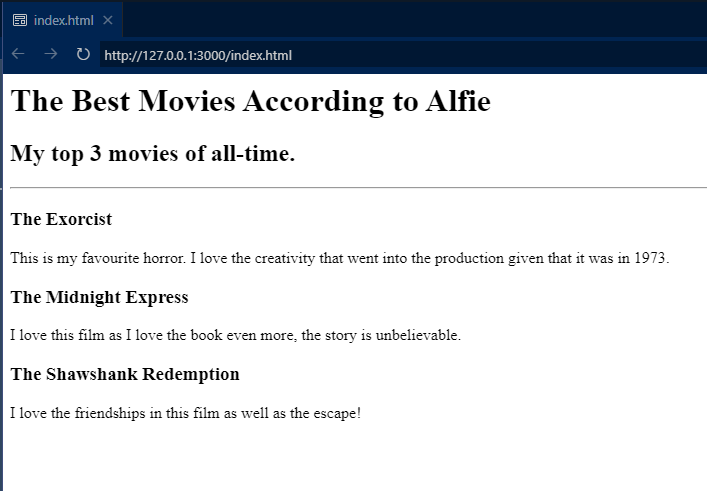 index.html
http://127.0.0.1:3000/index.html
The Best Movies According to Alfie
My top 3 movies of all-time.
The Exorcist
This is my favourite horror. I love the creativity that went into the production given that it was in 1973.
The Midnight Express
I love this film as I love the book even more, the story is unbelievable.
The Shawshank Redemption
I love the friendships in this film as well as the escape!